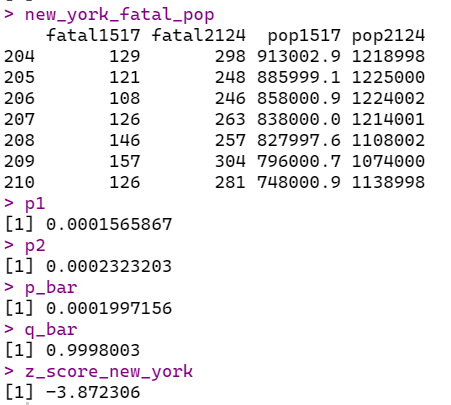 > new_york_fatal_pop
fatal1517 fatal2124 pop1517 pop2124
204 129 298 913002.9 1218998
205 121 248 885999.1 1225000
206 108 246 858000.9 1224002
207 126 263 838000.0 1214001
208 146 257 827997.6 1108002
209 157 304 796000.7 1074000
210 126 281 748000.9 1138998
> p1
[1] 0.0001565867
> p2
[1] 0.0002323203
> p_bar
[1] 0.0001997156
> q_bar
[1] 0.9998003
> z_score_new_york
[1] -3.872306